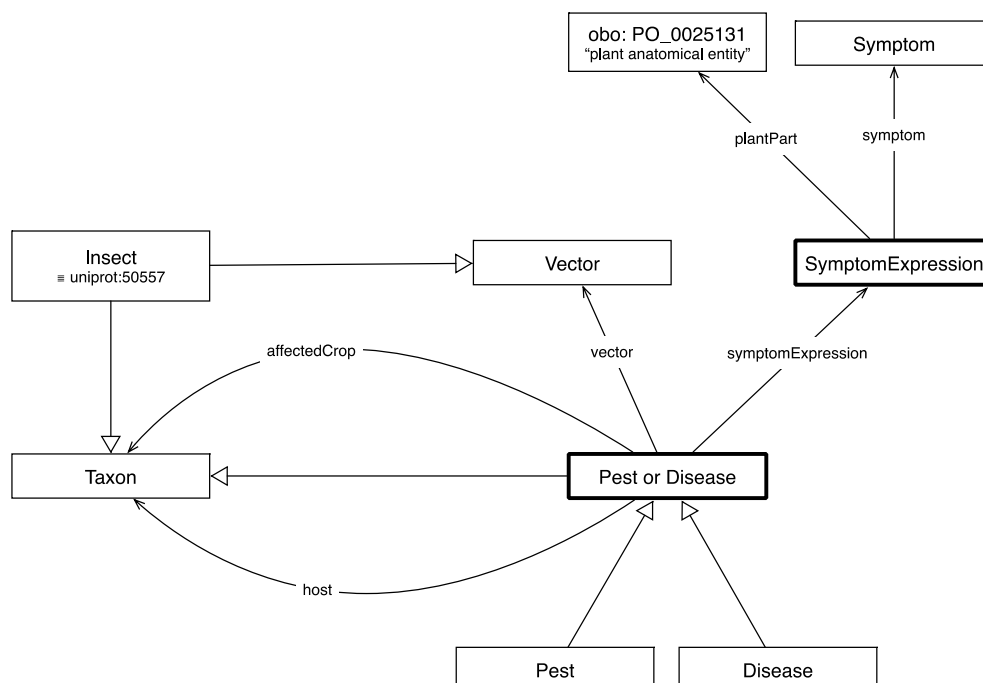 obo: PO_0025131
“plant anatomical entity”
Symptom
plantPart
symptom
Insect
≡ uniprot:50557
Vector
SymptomExpression
affectedCrop
vector
symptomExpression
Taxon
Pest or Disease
host
Pest
Disease